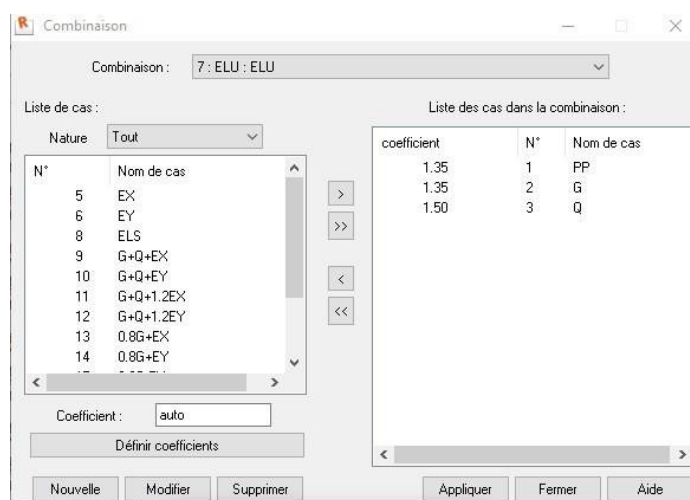 Combinaison
Combinaison : 7 : ELU : ELU
Liste de cas :
Nature Tout
N° Nom de cas
5 EX
6 EY
8 ELS
9 G+Q+EX
10 G+Q+EY
11 G+Q+1.2EX
12 G+Q+1.2EY
13 0.8G+EX
14 0.8G+EY
Coefficient : auto
Définir coefficients
Nouvelle Modifier Supprimer
>
>>
<
<<
Liste des cas dans la combinaison :
coefficient N° Nom de cas
1.35 1 PP
1.35 2 G
1.50 3 Q
Appliquer Fermer Aide